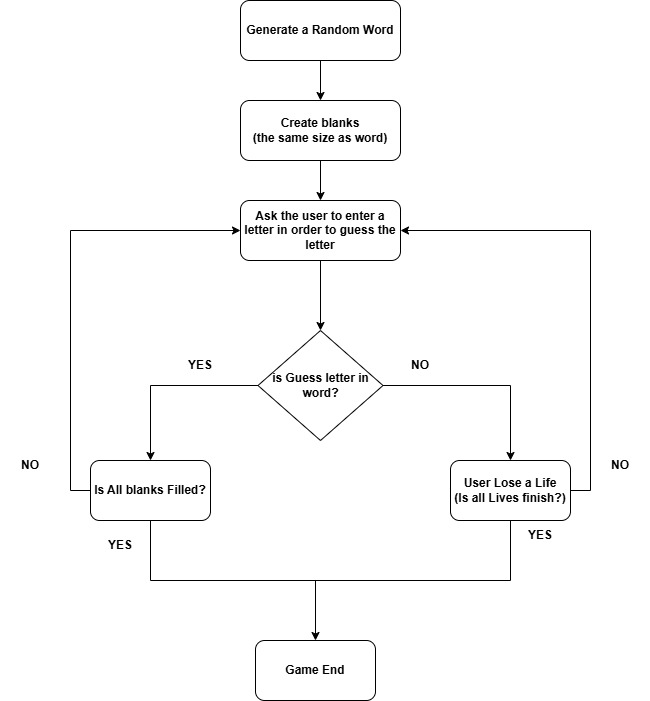 Generate a Random Word
Create blanks
(the same size as word)
Ask the user to enter a
letter in order to guess the
letter
YES
NO
is Guess letter in
word?
NO
Is All blanks Filled?
User Lose a Life
(Is all Lives finish?)
NO
YES
YES
Game End